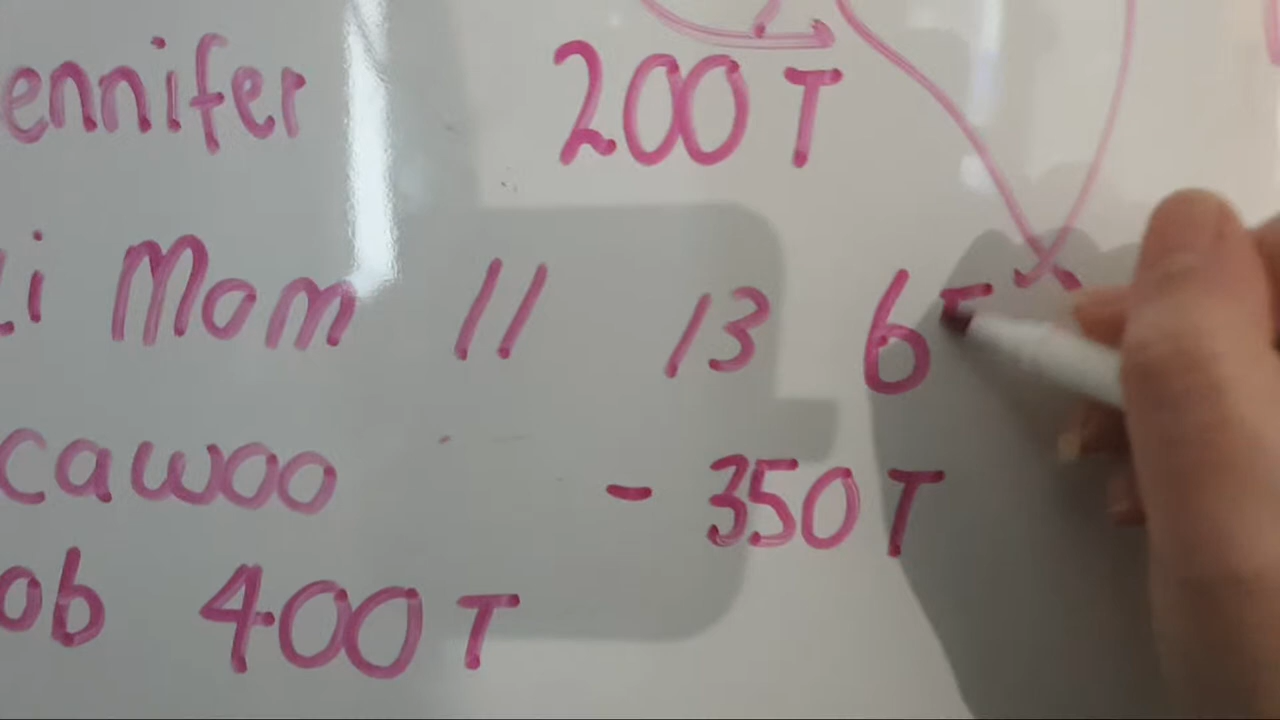 ennifer 200 T
i Mom 11 13 6
cawoo - 350 T
ob 400 T